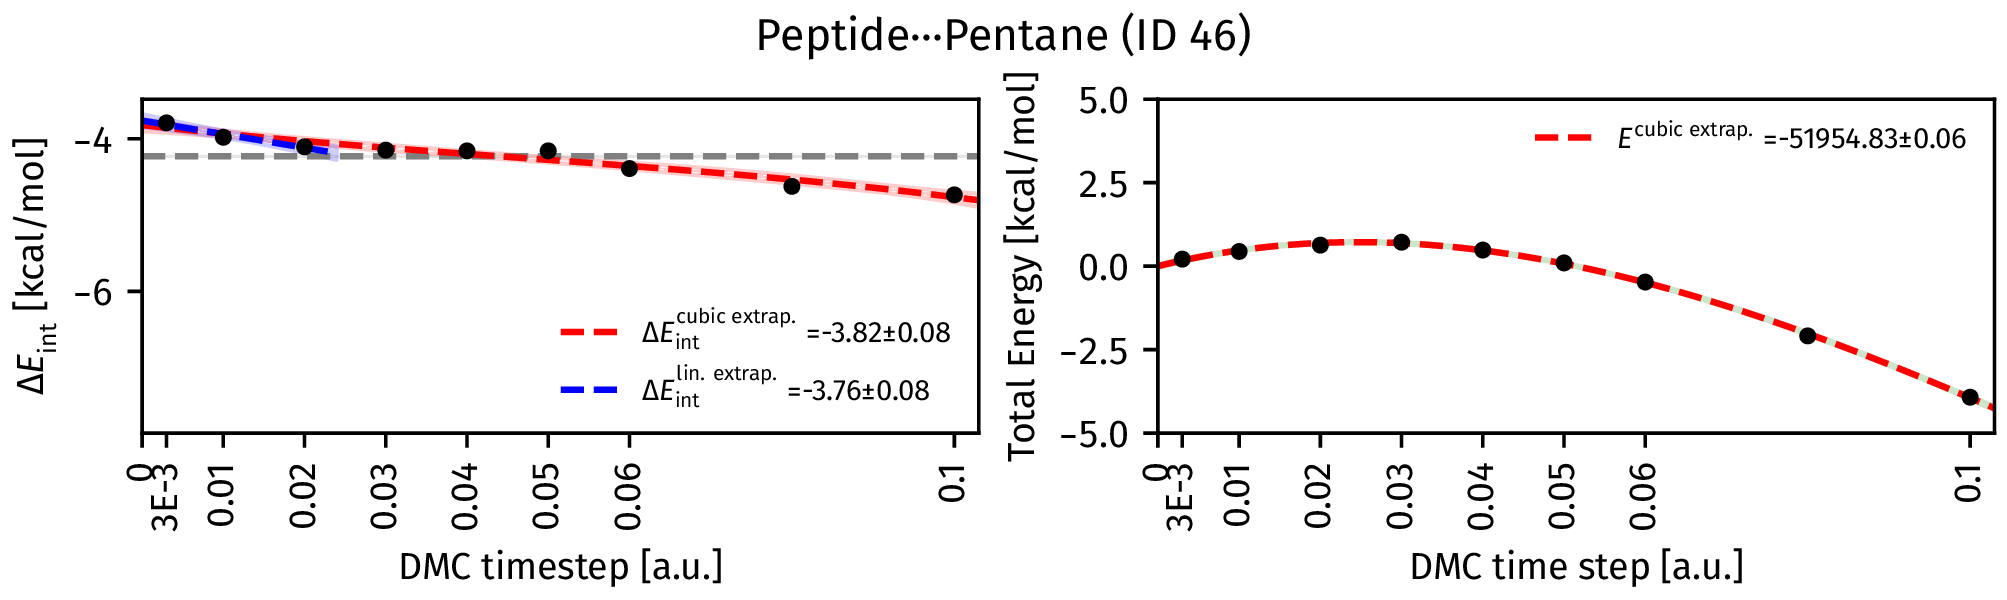 Peptide···Pentane (ID 46)
ΔE_int [kcal/mol]
−4
−6
ΔE_int^cubic extrap. =-3.82±0.08
ΔE_int^lin. extrap. =-3.76±0.08
0
3E-3
0.01
0.02
0.03
0.04
0.05
0.06
0.1
DMC timestep [a.u.]
Total Energy [kcal/mol]
5.0
2.5
0.0
−2.5
−5.0
E^cubic extrap. =-51954.83±0.06
0
3E-3
0.01
0.02
0.03
0.04
0.05
0.06
0.1
DMC time step [a.u.]